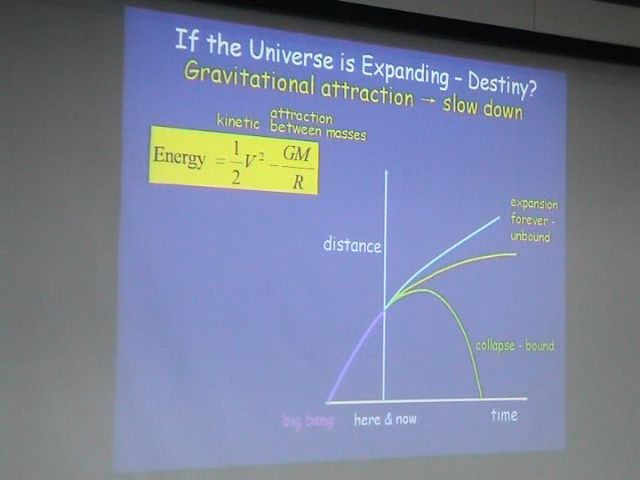 If the Universe is Expanding – Destiny?
Gravitational attraction → slow down
kinetic attraction between masses
Energy = 1/2 V² - GM/R
distance
expansion
forever -
unbound
collapse - bound
big bang
here & now
time